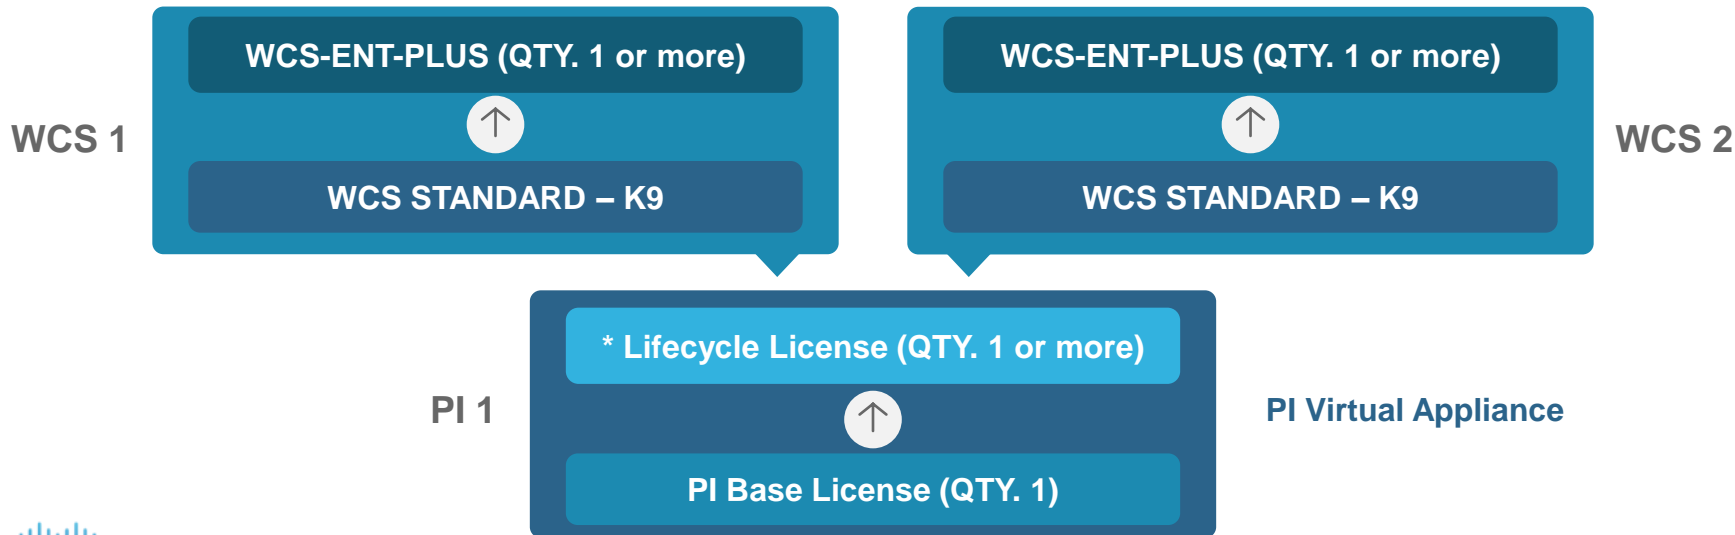 WCS 1
WCS-ENT-PLUS (QTY. 1 or more)
WCS STANDARD – K9
WCS-ENT-PLUS (QTY. 1 or more)
WCS STANDARD – K9
WCS 2
PI 1
* Lifecycle License (QTY. 1 or more)
PI Base License (QTY. 1)
PI Virtual Appliance